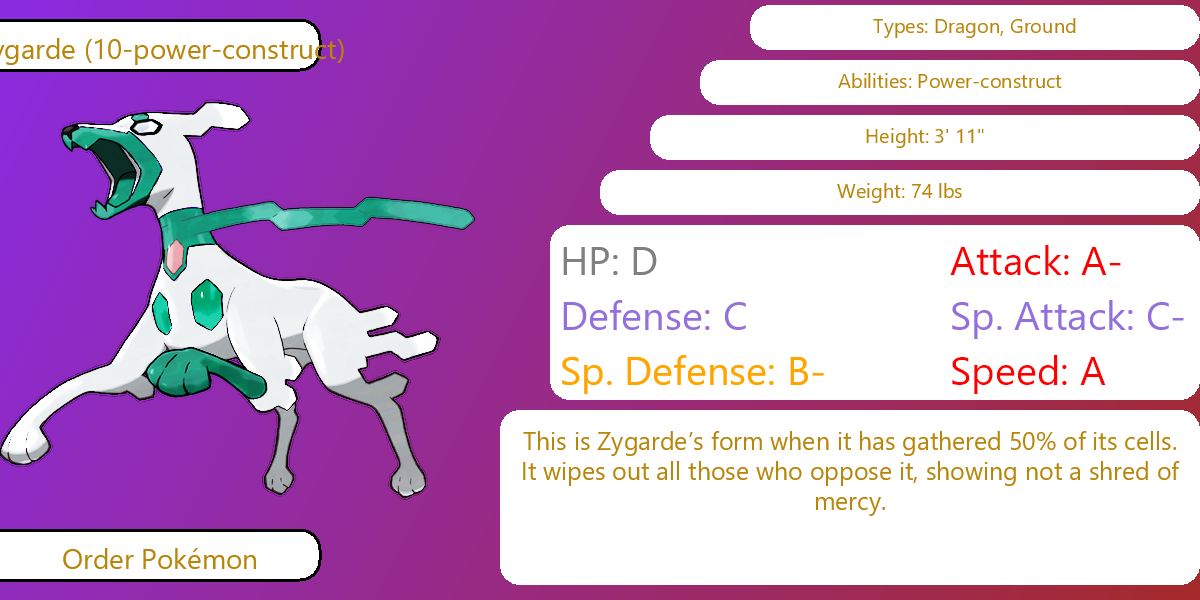 ygarde (10-power-construct)
Types: Dragon, Ground
Abilities: Power-construct
Height: 3' 11"
Weight: 74 lbs
HP: D
Attack: A-
Defense: C
Sp. Attack: C-
Sp. Defense: B-
Speed: A
This is Zygarde’s form when it has gathered 50% of its cells.
It wipes out all those who oppose it, showing not a shred of
mercy.
Order Pokémon